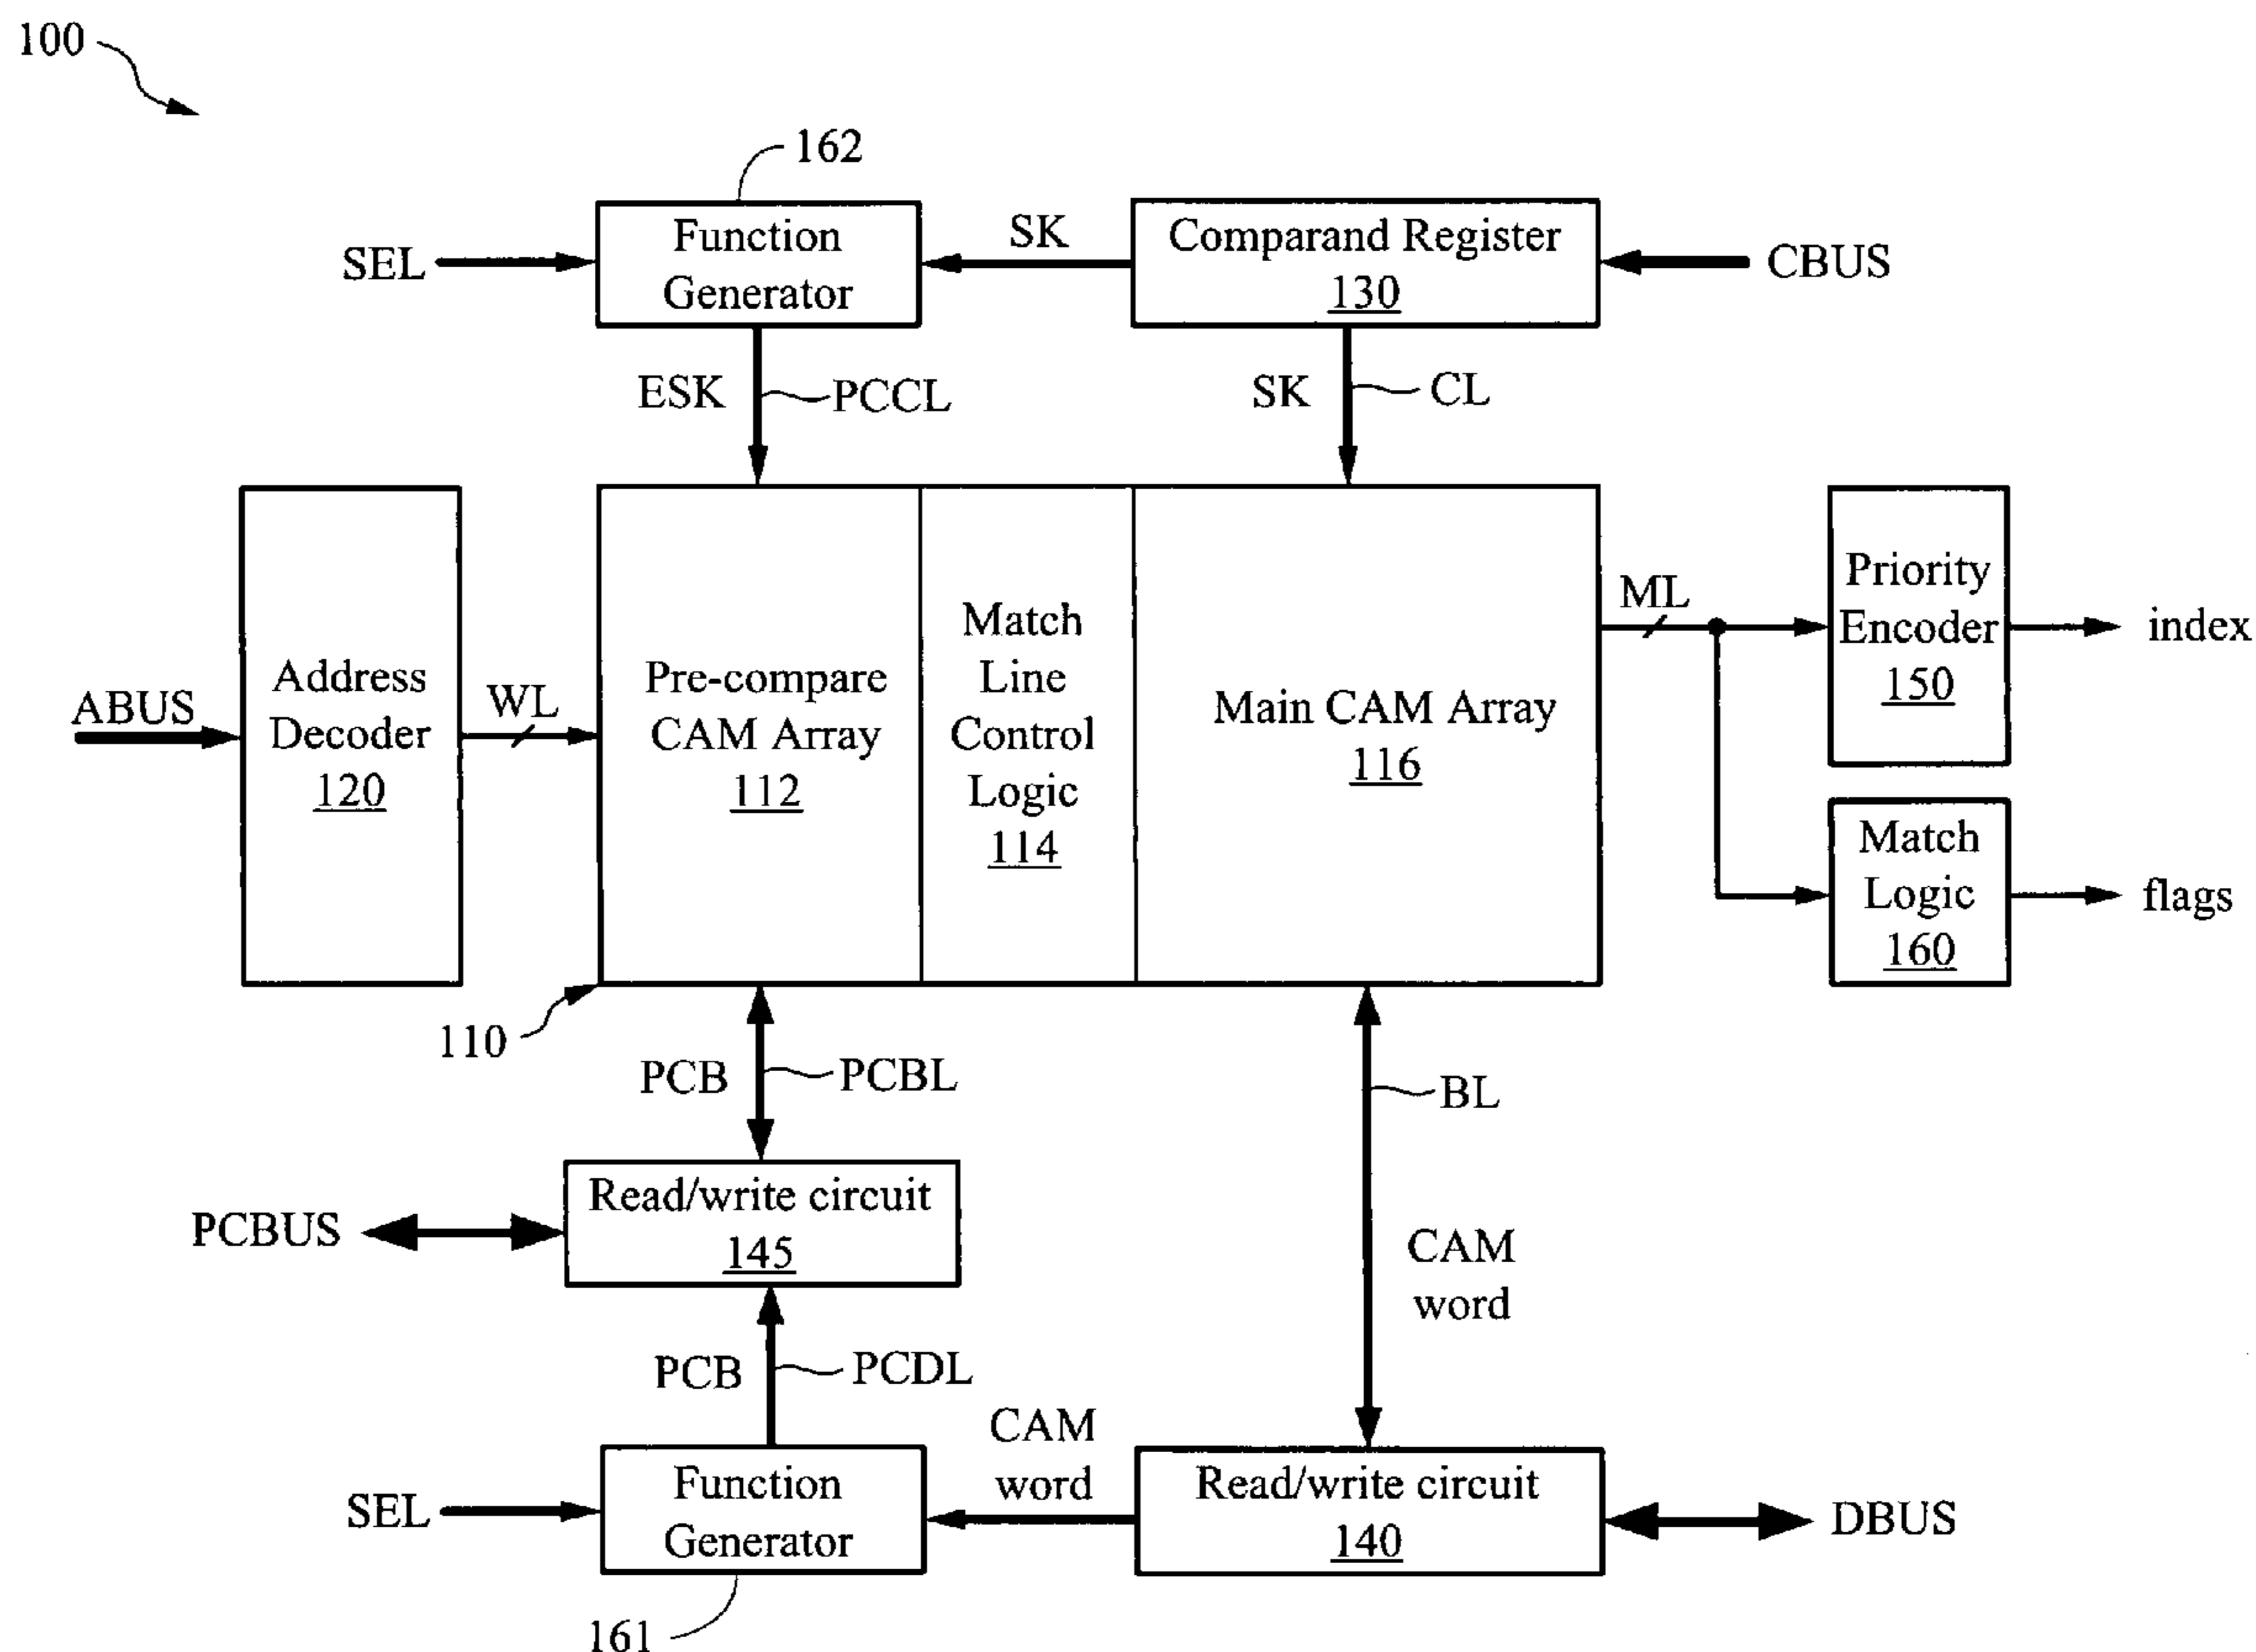 100
162
SEL
Function
Generator
SK
Comparand Register
130
CBUS
ESK
PCCL
SK
CL
ABUS
Address
Decoder
120
WL
Pre-compare
CAM Array
112
Match
Line
Control
Logic
114
Main CAM Array
116
ML
Priority
Encoder
150
index
Match
Logic
160
flags
110
PCB
PCBL
BL
PCBUS
Read/write circuit
145
CAM
word
PCB
PCDL
CAM
word
SEL
Function
Generator
Read/write circuit
140
DBUS
161